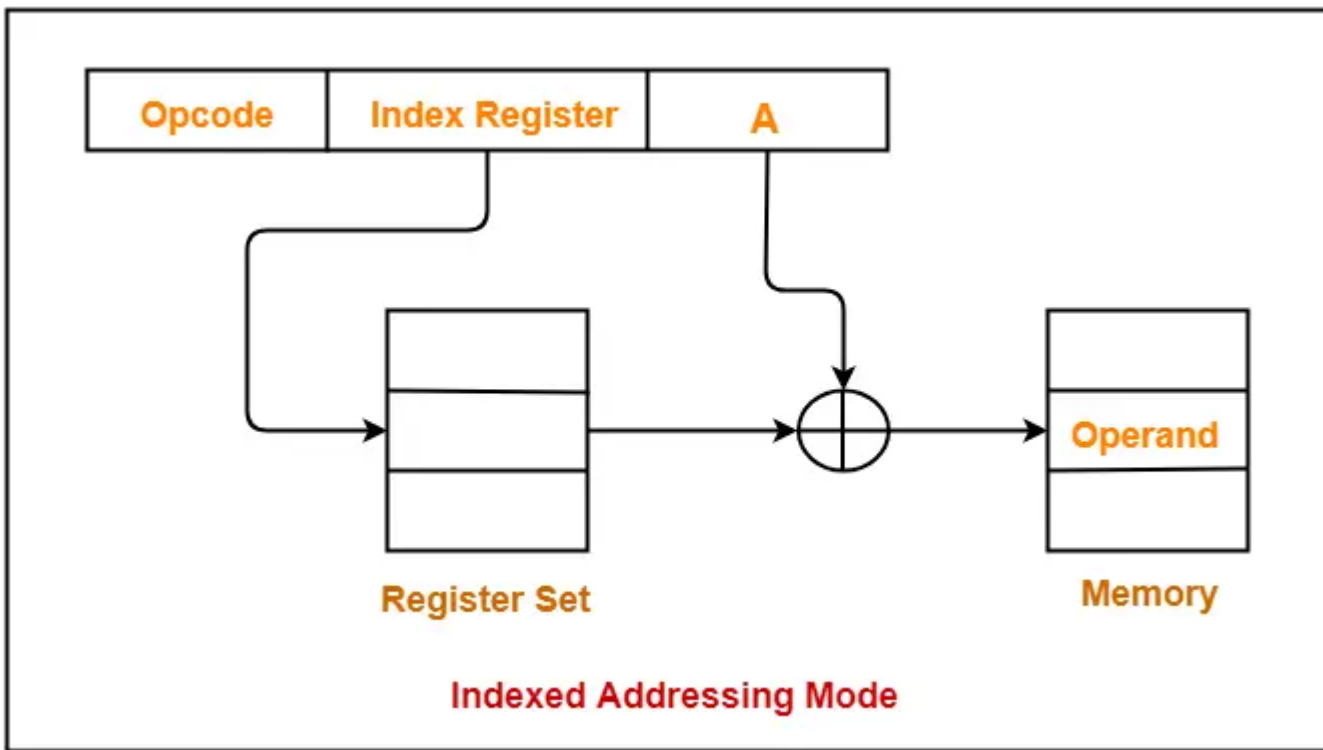 Opcode Index Register A
Operand
Register Set Memory
Indexed Addressing Mode